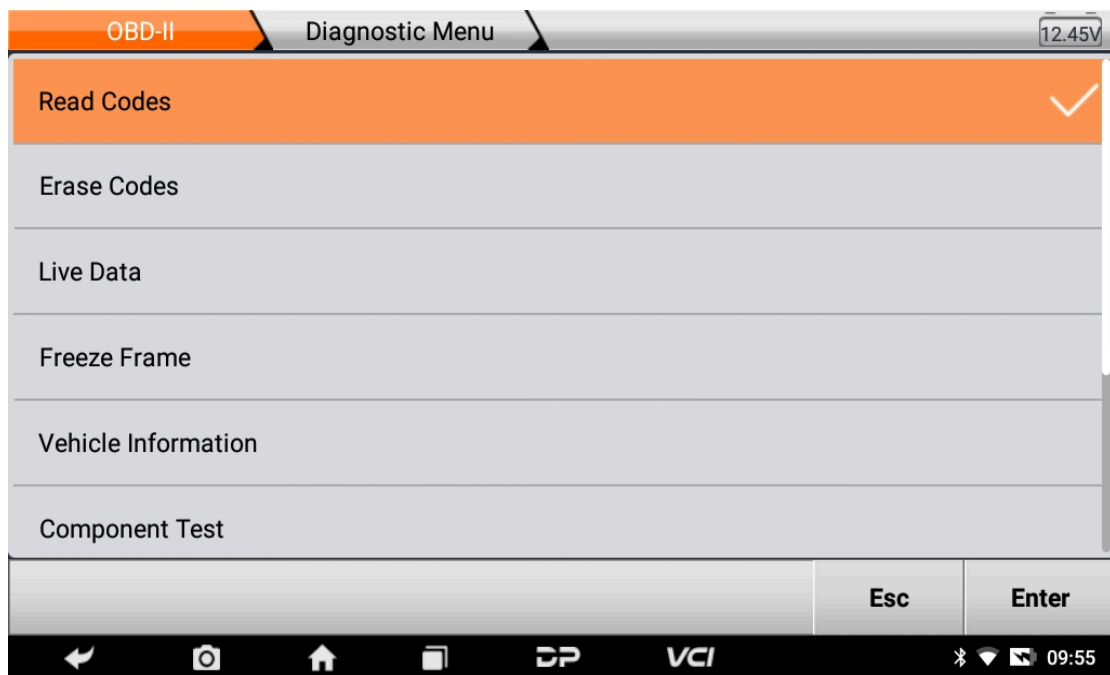 OBD-II
Diagnostic Menu
12.45V
Read Codes
Erase Codes
Live Data
Freeze Frame
Vehicle Information
Component Test
Esc
Enter
DP
VCI
09:55